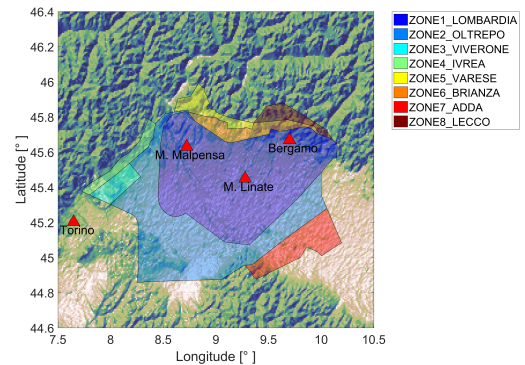 46.4
46.2
46
45.8
45.6
45.4
45.2
45
44.8
44.6
Latitude [° ]
7.5 8 8.5 9 9.5 10 10.5
Longitude [° ]
M. Malpensa
Bergamo
M. Linate
Torino
ZONE1_LOMBARDIA
ZONE2_OLTREPO
ZONE3_VIVERONE
ZONE4_IVREA
ZONE5_VARESE
ZONE6_BRIANZA
ZONE7_ADDA
ZONE8_LECCO